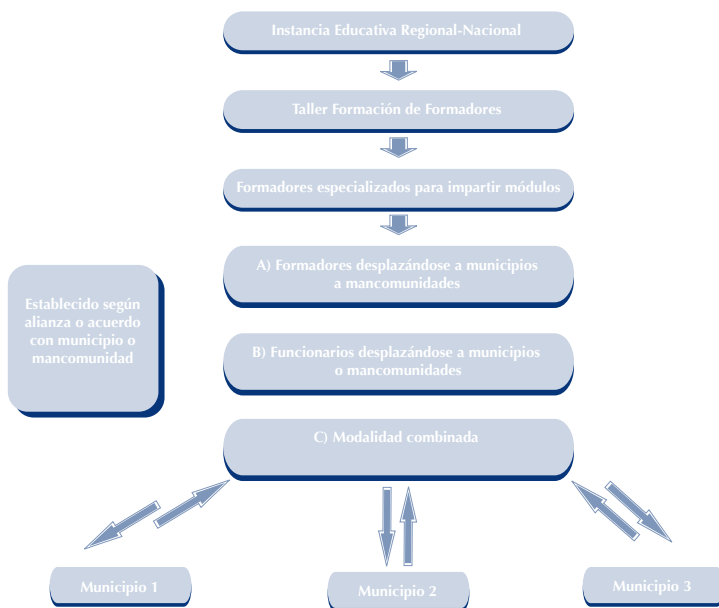 Instancia Educativa Regional-Nacional
Taller Formación de Formadores
Formadores especializados para impartir módulos
A) Formadores desplazándose a municipios
a mancomunidades
Establecido según
alianza o acuerdo
con municipio o
mancomunidad
B) Funcionarios desplazándose a municipios
o mancomunidades
C) Modalidad combinada
Municipio 1
Municipio 2
Municipio 3